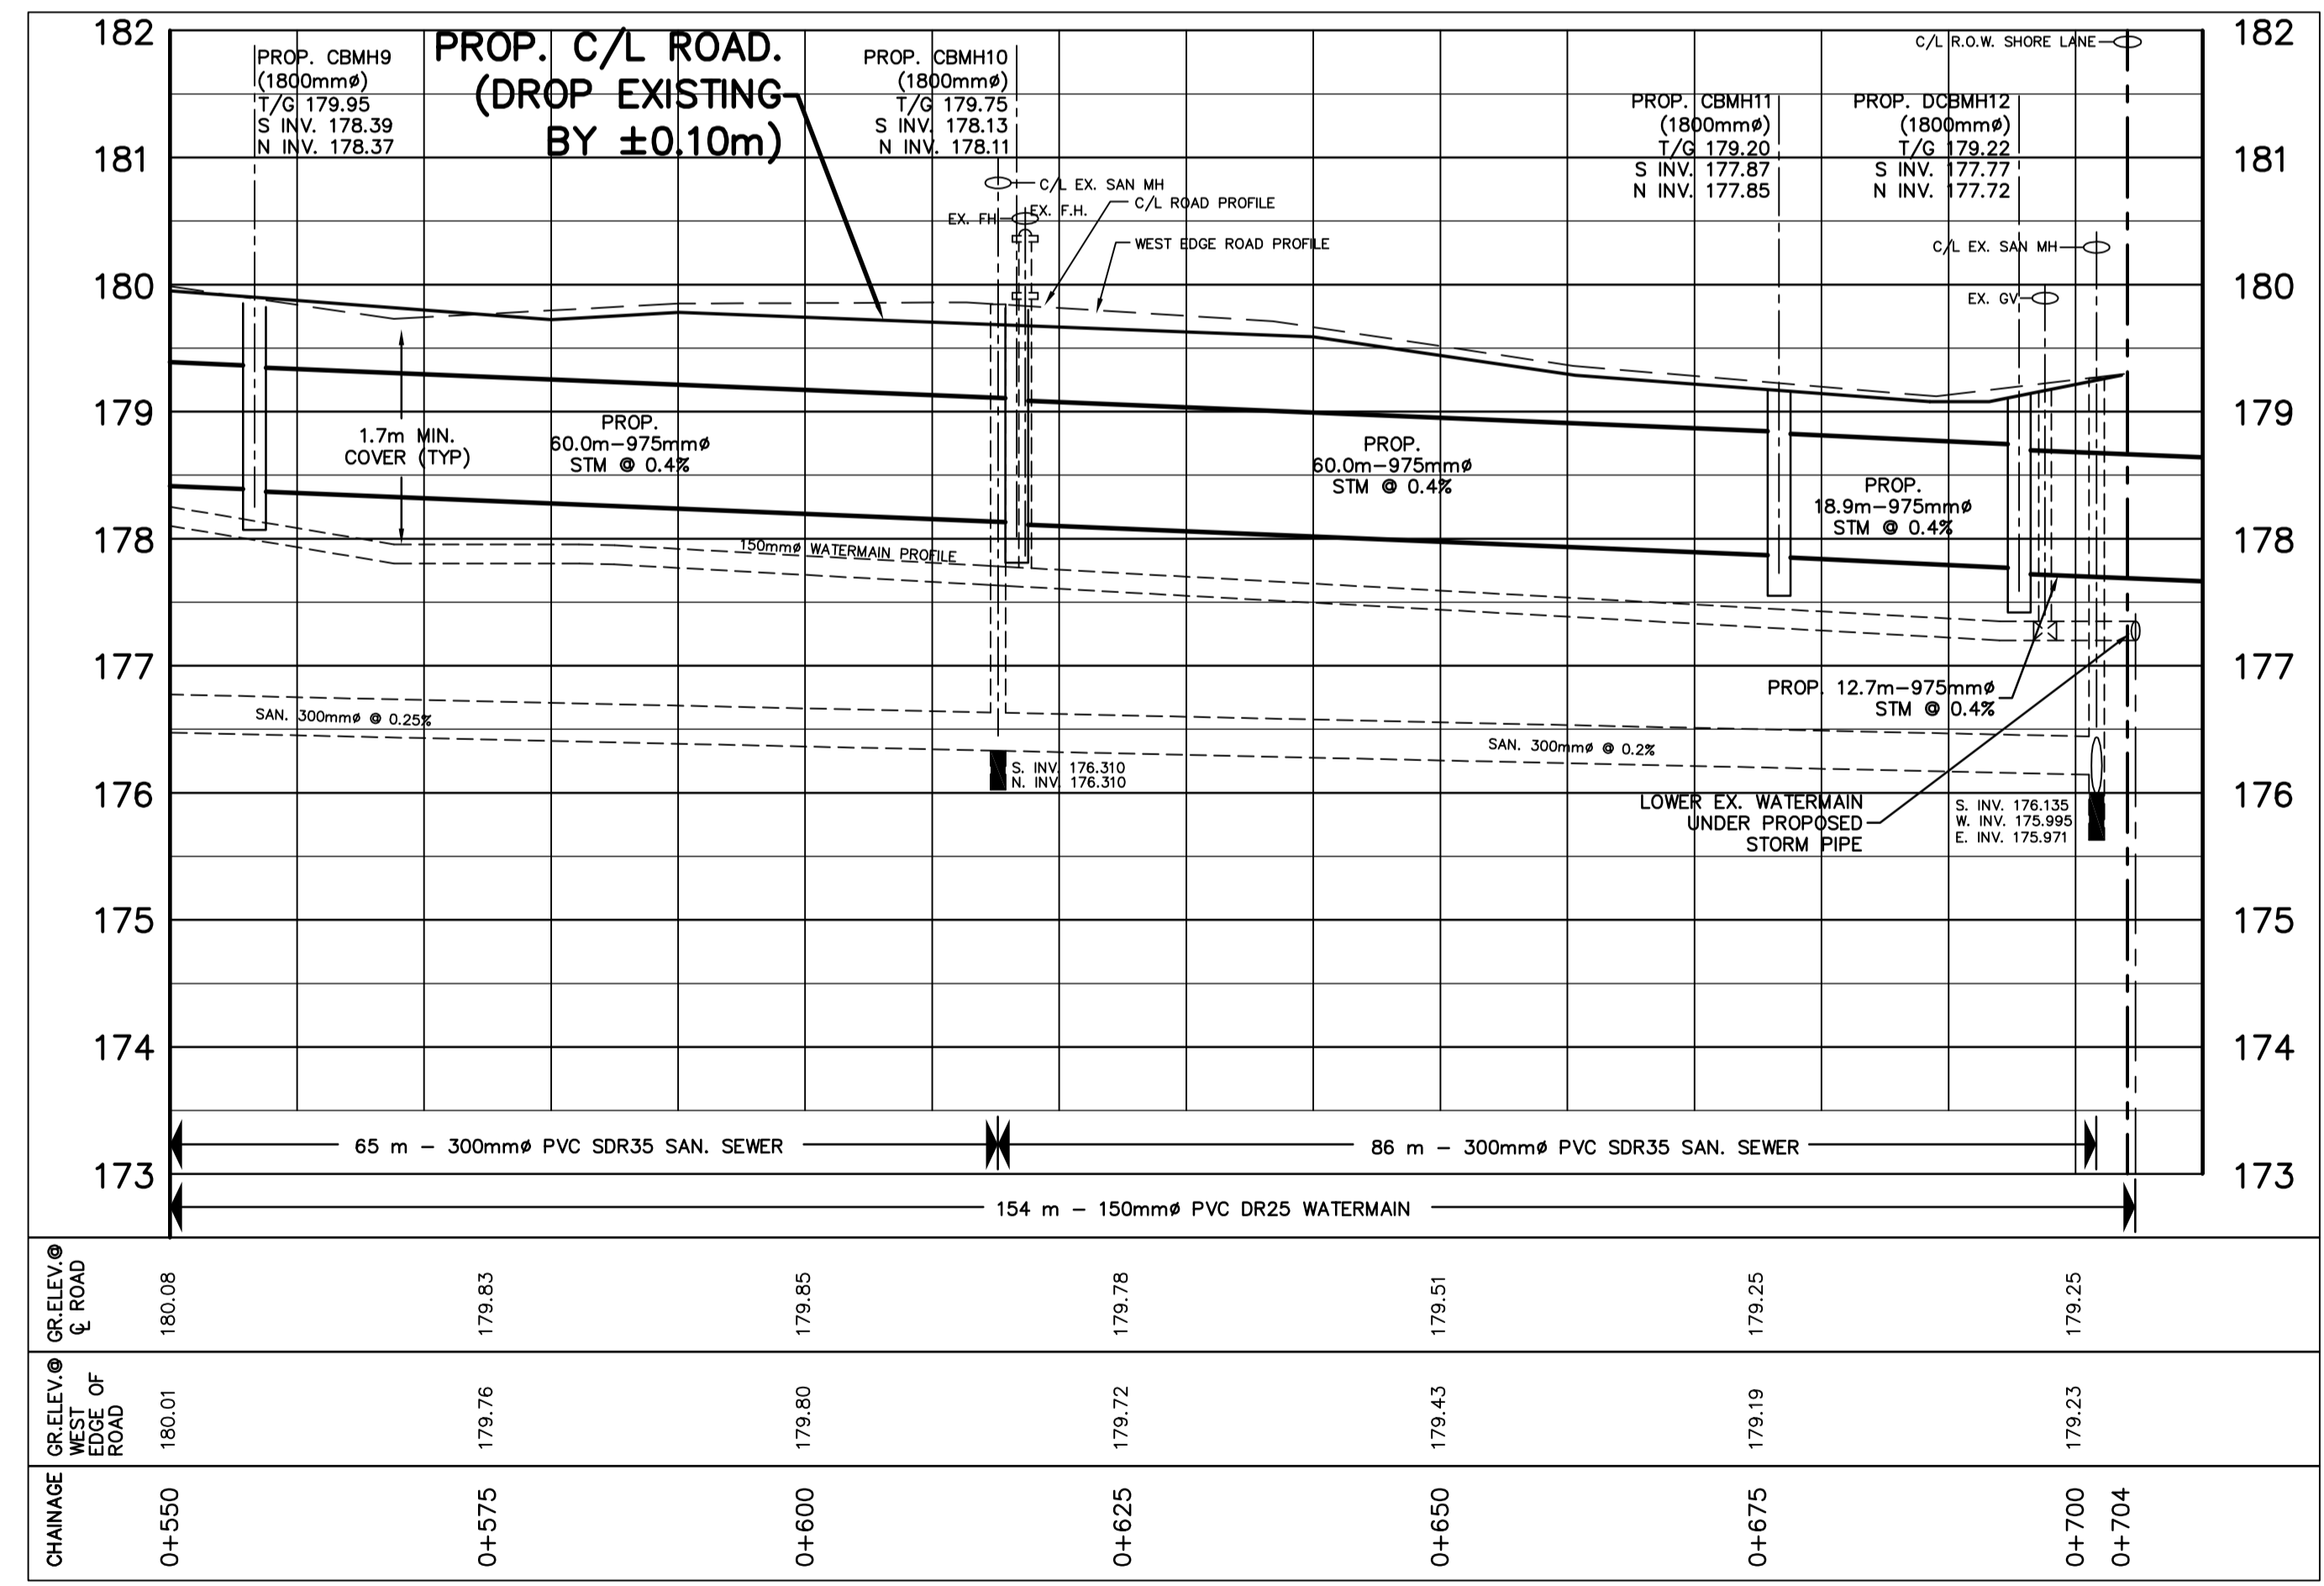 182
181
180
179
178
177
176
175
174
173
182
181
180
179
178
177
176
175
174
173
PROP. CBMH9
(1800mmø)
T/G 179.95
S INV. 178.39
N INV. 178.37
PROP. C/L ROAD.
(DROP EXISTING
BY ±0.10m)
PROP. CBMH10
(1800mmø)
T/G 179.75
S INV. 178.13
N INV. 178.11
C/L EX. SAN MH
EX. FH
EX. F.H.
C/L ROAD PROFILE
WEST EDGE ROAD PROFILE
PROP. CBMH11
(1800mmø)
T/G 179.20
S INV. 177.87
N INV. 177.85
PROP. DCBMH12
(1800mmø)
T/G 179.22
S INV. 177.77
N INV. 177.72
C/L R.O.W. SHORE LANE
C/L EX. SAN MH
EX. GV
1.7m MIN.
COVER (TYP)
PROP.
60.0m-975mmø
STM @ 0.4%
PROP.
60.0m-975mmø
STM @ 0.4%
PROP.
18.9m-975mmø
STM @ 0.4%
150mmø WATERMAIN PROFILE
PROP. 12.7m-975mmø
STM @ 0.4%
SAN. 300mmø @ 0.25%
SAN. 300mmø @ 0.2%
S. INV. 176.310
N. INV. 176.310
LOWER EX. WATERMAIN
UNDER PROPOSED
STORM PIPE
S. INV. 176.135
W. INV. 175.995
E. INV. 175.971
65 m - 300mmø PVC SDR35 SAN. SEWER
86 m - 300mmø PVC SDR35 SAN. SEWER
154 m - 150mmø PVC DR25 WATERMAIN
GR.ELEV.@
℄ ROAD
180.08
179.83
179.85
179.78
179.51
179.25
179.25
GR.ELEV.@
WEST
EDGE OF
ROAD
180.01
179.76
179.80
179.72
179.43
179.19
179.23
CHAINAGE
0+550
0+575
0+600
0+625
0+650
0+675
0+700
0+704